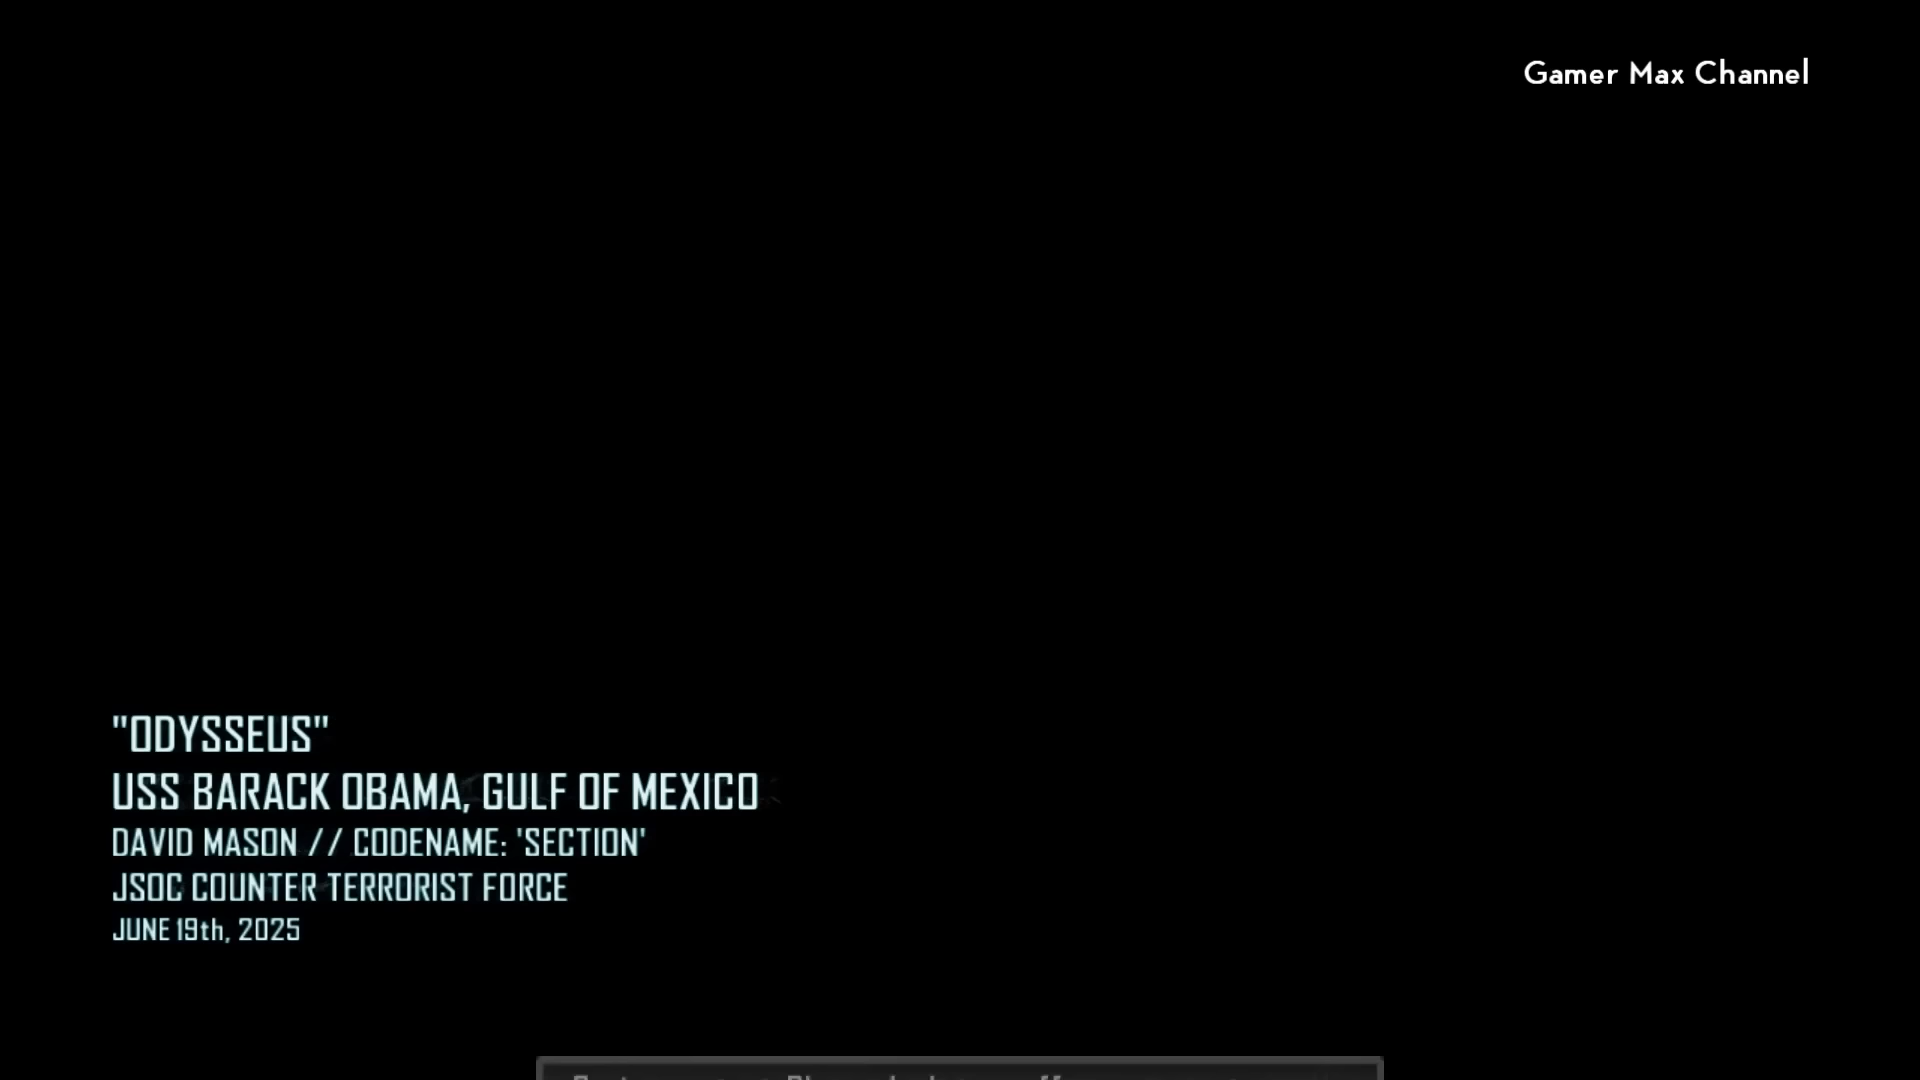 Gamer Max Channel
"ODYSSEUS"
USS BARACK OBAMA, GULF OF MEXICO
DAVID MASON // CODENAME: 'SECTION'
JSOC COUNTER TERRORIST FORCE
JUNE 19th, 2025